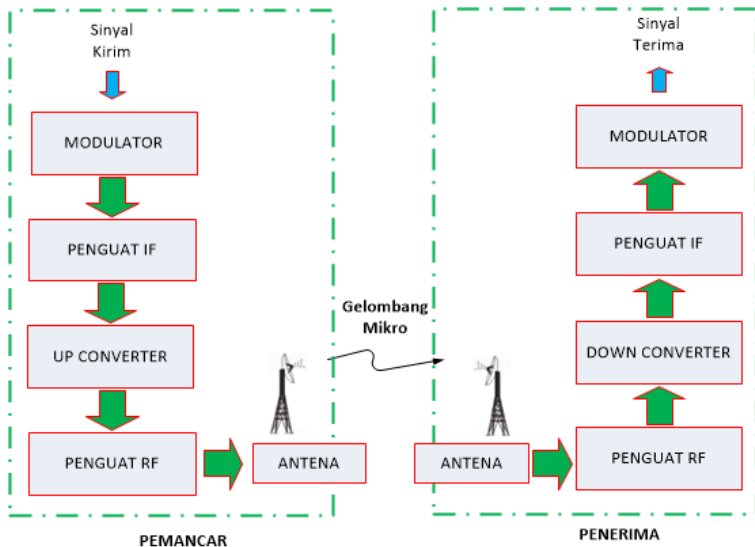 Sinyal
Kirim
MODULATOR
PENGUAT IF
UP CONVERTER
PENGUAT RF
ANTENA
PEMANCAR
Gelombang
Mikro
Sinyal
Terima
MODULATOR
PENGUAT IF
DOWN CONVERTER
PENGUAT RF
ANTENA
PENERIMA